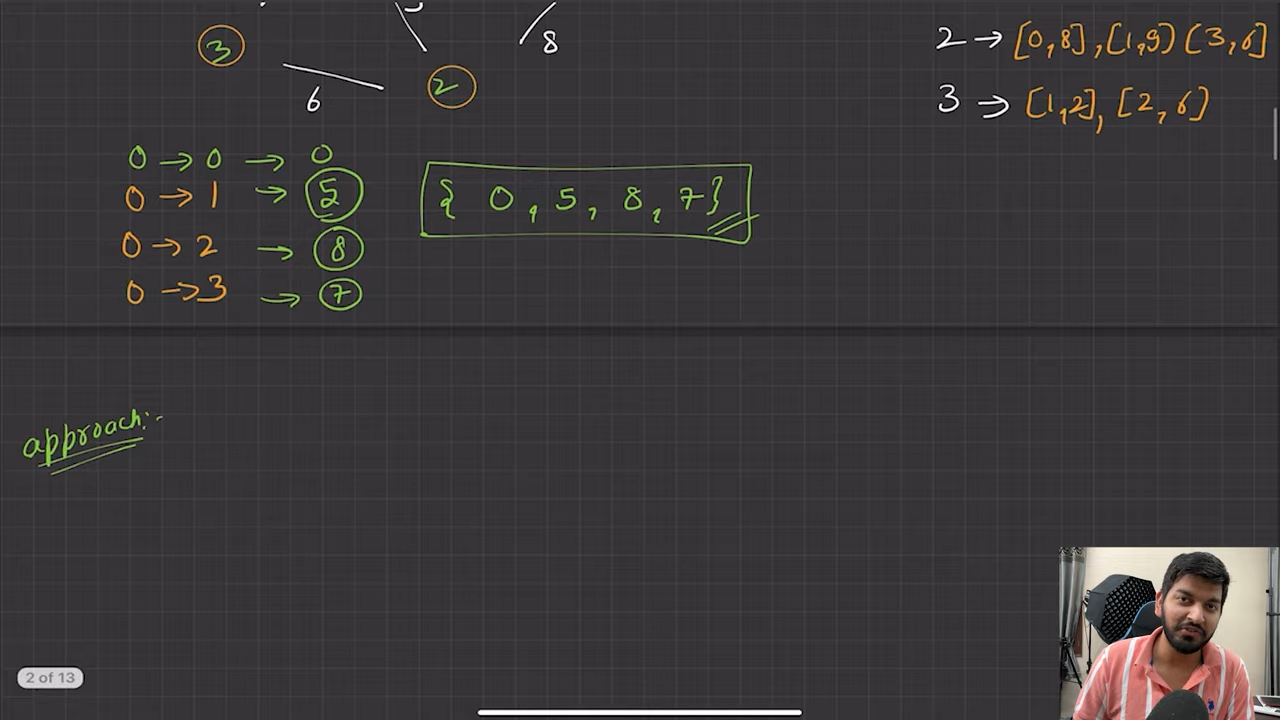 3
8
6
2
2 → [0,8], [1,9) [3,6]
3 → [1,2], [2,6]
0 → 0 → 0
0 → 1 → 5
0 → 2 → 8
0 → 3 → 7
{ 0, 5, 8, 7}
approach:-
2 of 13